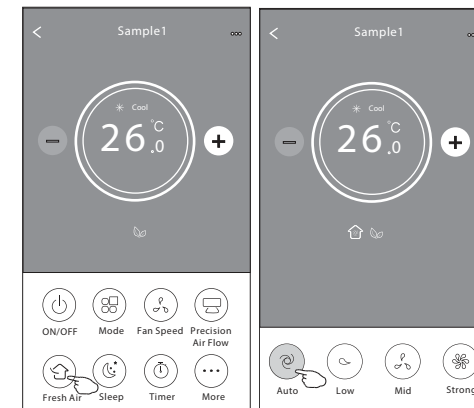 Sample1
Cool
26.0 °C
ON/OFF Mode Fan Speed Precision Air Flow
Fresh Air Sleep Timer More
Sample1
Cool
26.0 °C
Auto Low Mid Strong